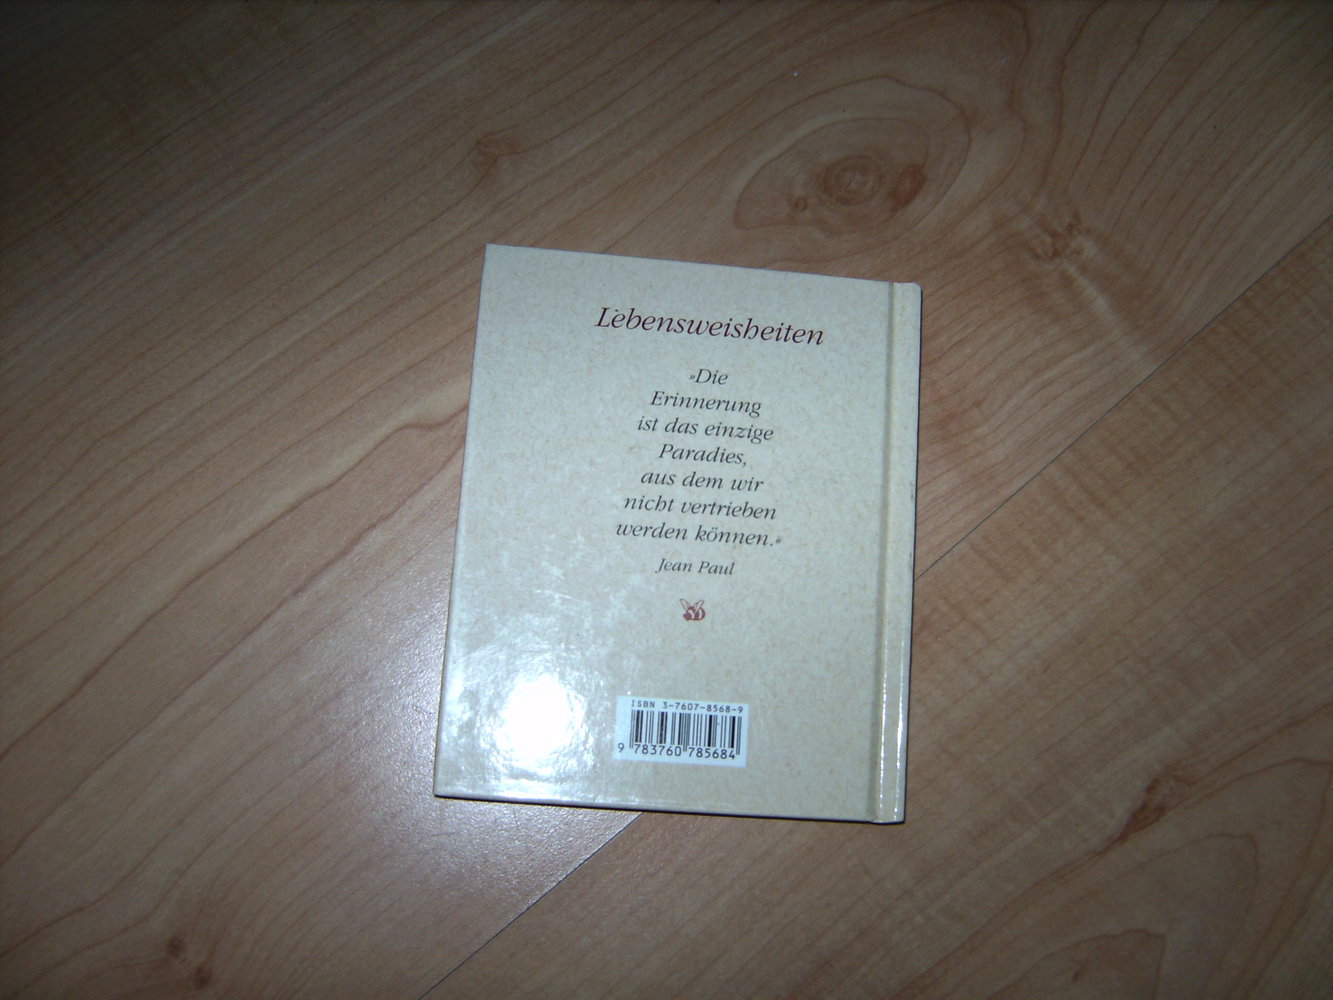 Lebensweisheiten
»Die
Erinnerung
ist das einzige
Paradies,
aus dem wir
nicht vertrieben
werden können.«
Jean Paul
ISBN 3-7607-8568-9
9 783760 785684